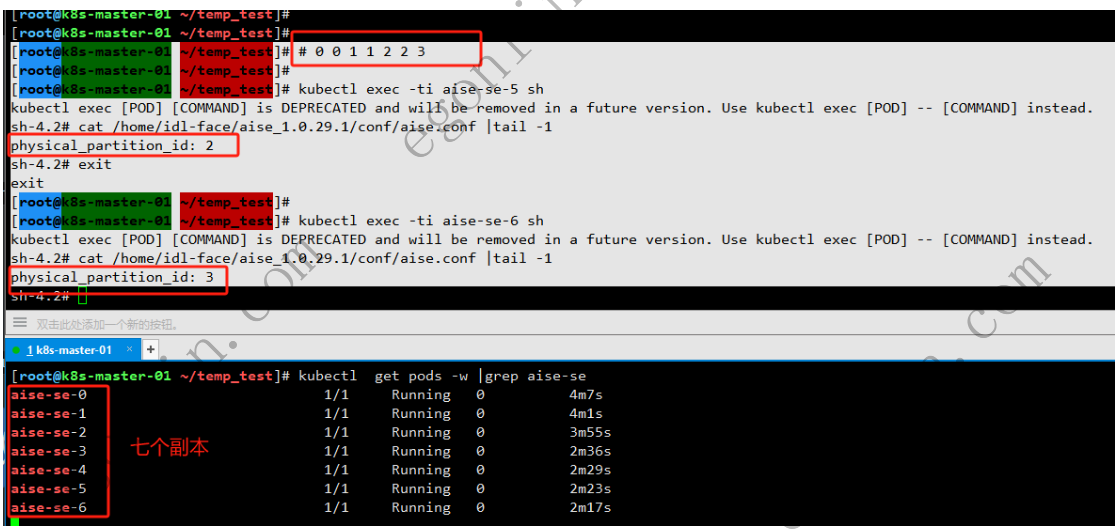 [root@k8s-master-01 ~/temp_test]#
[root@k8s-master-01 ~/temp_test]#
[root@k8s-master-01 ~/temp_test]# # 0 0 1 1 2 2 3
[root@k8s-master-01 ~/temp_test]#
[root@k8s-master-01 ~/temp_test]# kubectl exec -ti aise-se-5 sh
kubectl exec [POD] [COMMAND] is DEPRECATED and will be removed in a future version. Use kubectl exec [POD] -- [COMMAND] instead.
sh-4.2# cat /home/idl-face/aise_1.0.29.1/conf/aise.conf |tail -1
physical_partition_id: 2
sh-4.2# exit
exit
[root@k8s-master-01 ~/temp_test]#
[root@k8s-master-01 ~/temp_test]# kubectl exec -ti aise-se-6 sh
kubectl exec [POD] [COMMAND] is DEPRECATED and will be removed in a future version. Use kubectl exec [POD] -- [COMMAND] instead.
sh-4.2# cat /home/idl-face/aise_1.0.29.1/conf/aise.conf |tail -1
physical_partition_id: 3
sh-4.2#
双击此处添加一个新的按钮。
1 k8s-master-01 × +
[root@k8s-master-01 ~/temp_test]# kubectl  get pods -w |grep aise-se
aise-se-0 1/1 Running 0 4m7s
aise-se-1 1/1 Running 0 4m1s
aise-se-2 1/1 Running 0 3m55s
aise-se-3 1/1 Running 0 2m36s
aise-se-4 1/1 Running 0 2m29s
aise-se-5 1/1 Running 0 2m23s
aise-se-6 1/1 Running 0 2m17s
七个副本